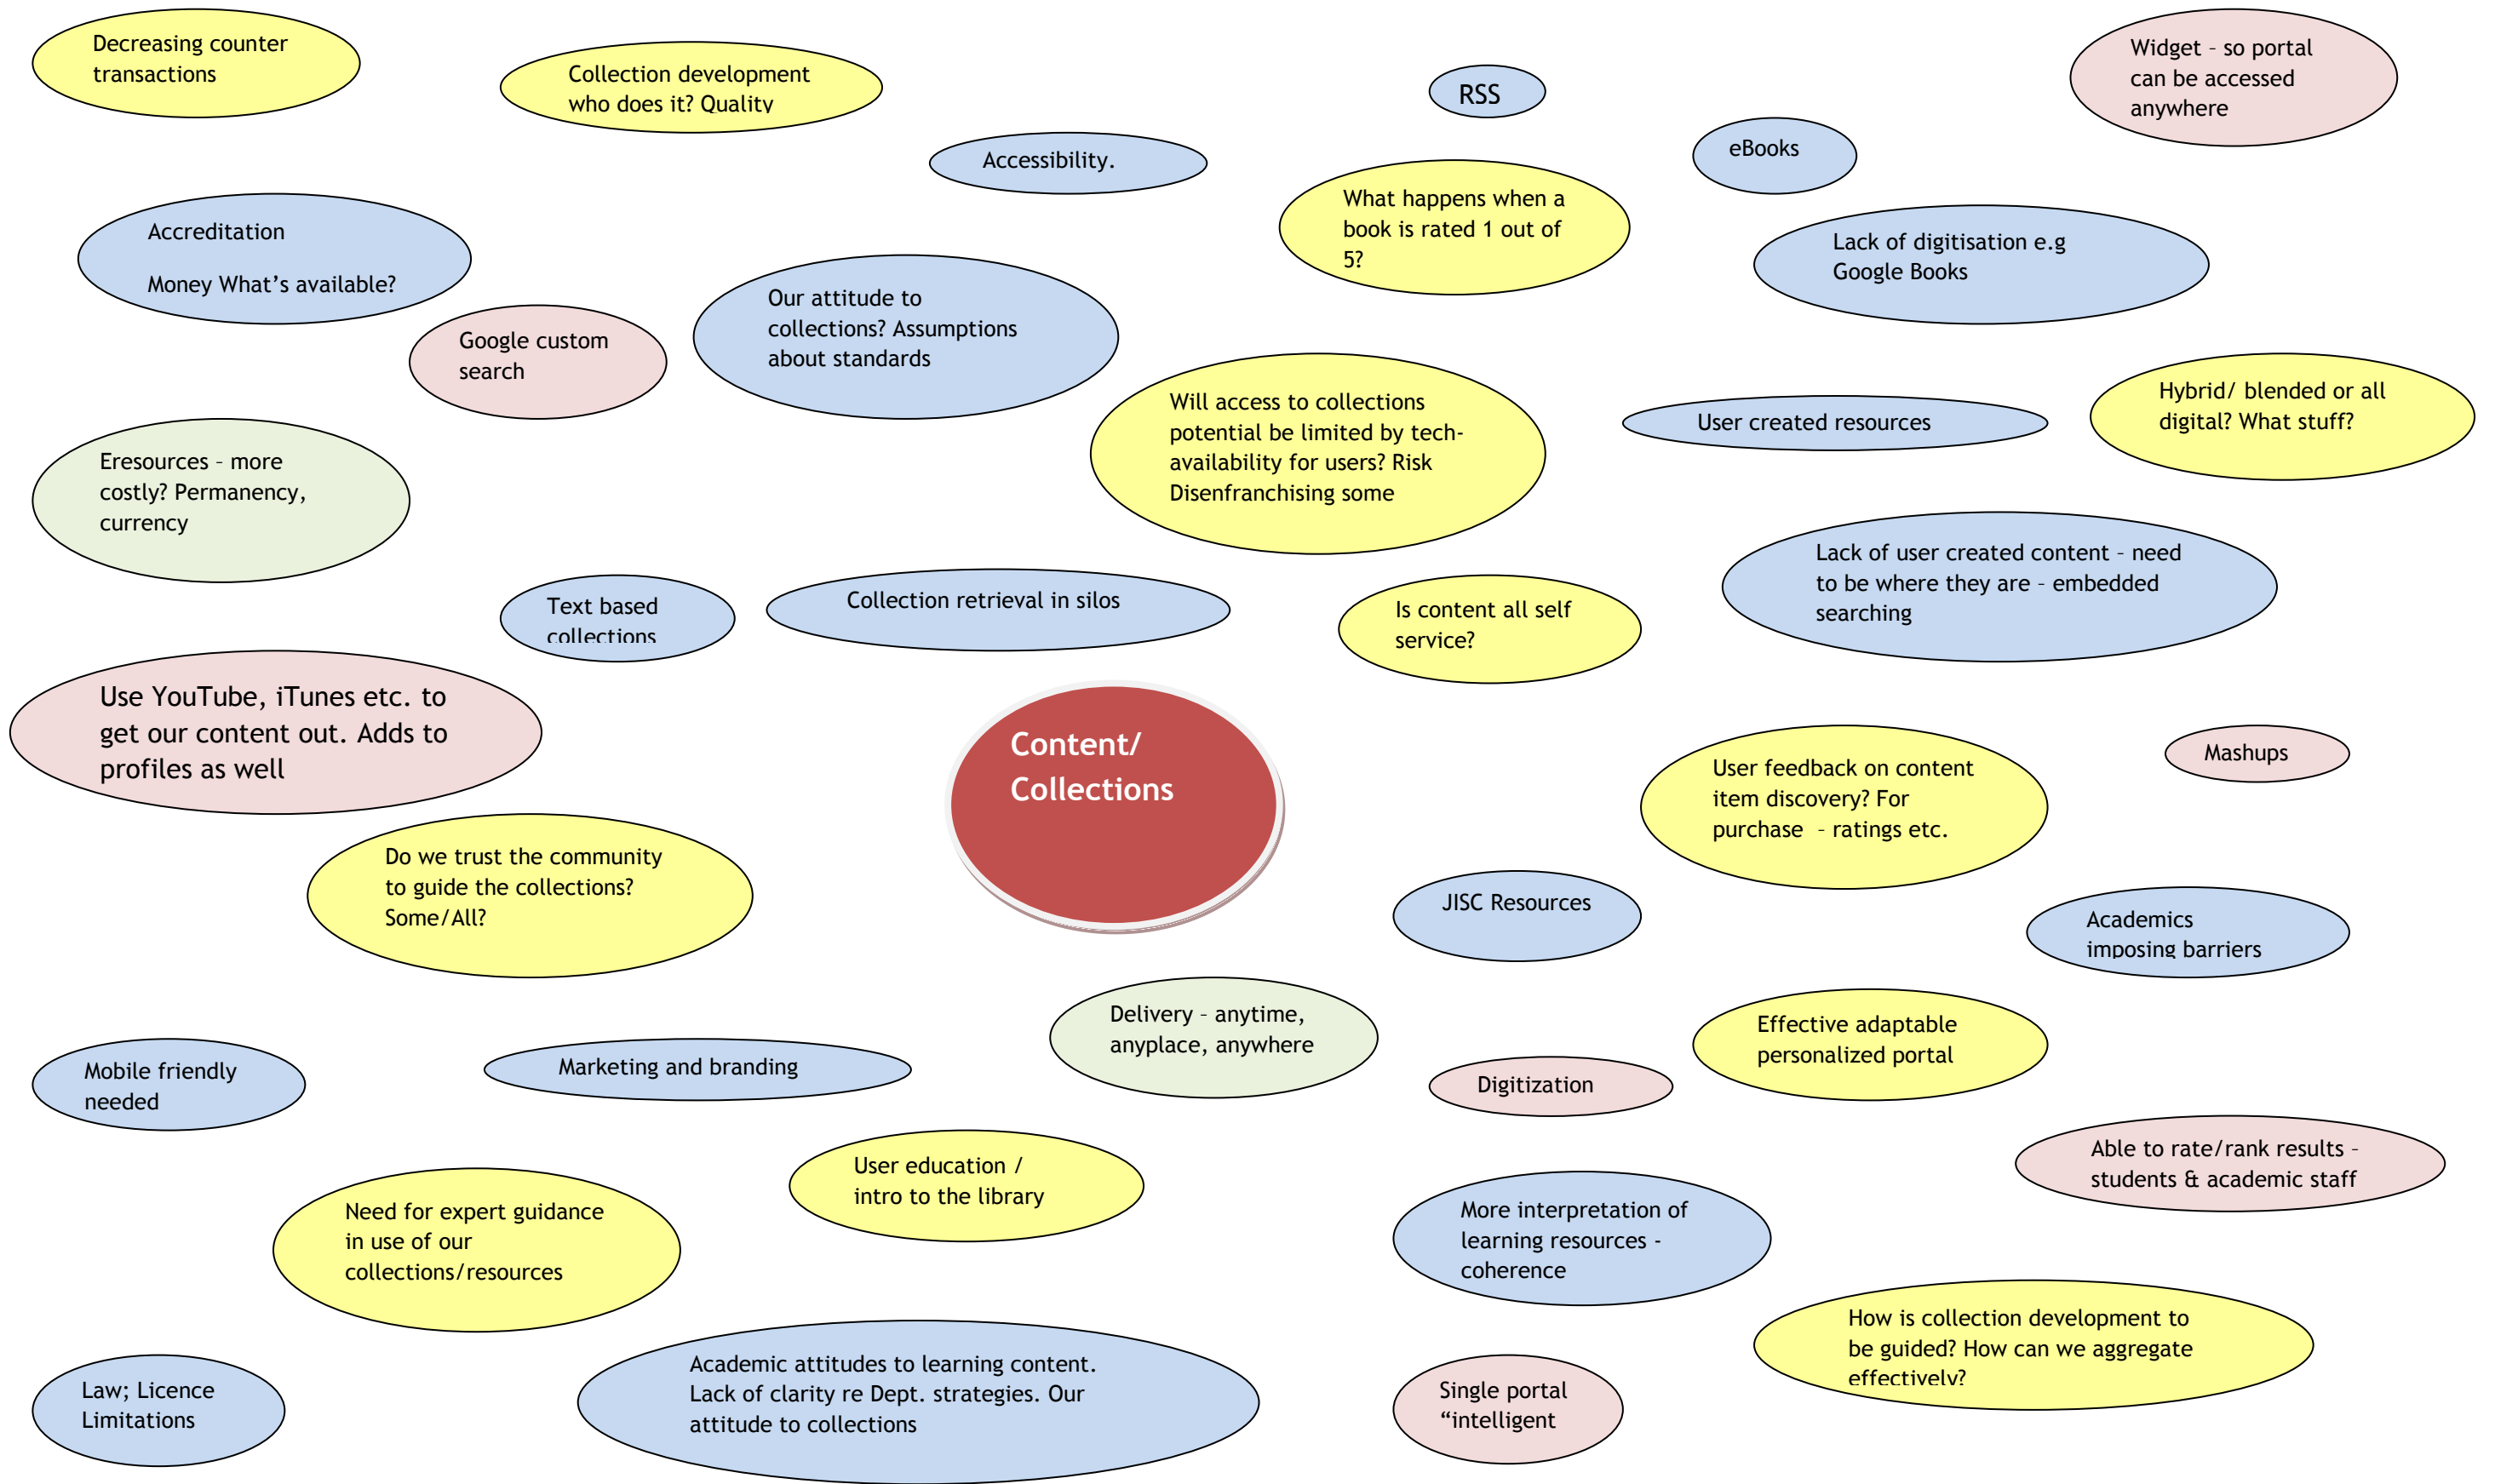 Decreasing counter
transactions
Collection development
who does it? Quality
RSS
Widget – so portal
can be accessed
anywhere
Accessibility.
eBooks
What happens when a
book is rated 1 out of
5?
Accreditation
Money What’s available?
Lack of digitisation e.g
Google Books
Our attitude to
collections? Assumptions
about standards
Google custom
search
Will access to collections
potential be limited by tech-
availability for users? Risk
Disenfranchising some
User created resources
Hybrid/ blended or all
digital? What stuff?
Eresources – more
costly? Permanency,
currency
Lack of user created content – need
to be where they are – embedded
searching
Text based
collections
Collection retrieval in silos
Is content all self
service?
Use YouTube, iTunes etc. to
get our content out. Adds to
profiles as well
Content/
Collections
User feedback on content
item discovery? For
purchase – ratings etc.
Mashups
Do we trust the community
to guide the collections?
Some/All?
JISC Resources
Academics
imposing barriers
Delivery – anytime,
anyplace, anywhere
Effective adaptable
personalized portal
Mobile friendly
needed
Marketing and branding
Digitization
User education /
intro to the library
Able to rate/rank results –
students & academic staff
Need for expert guidance
in use of our
collections/resources
More interpretation of
learning resources -
coherence
How is collection development to
be guided? How can we aggregate
effectively?
Law; Licence
Limitations
Academic attitudes to learning content.
Lack of clarity re Dept. strategies. Our
attitude to collections
Single portal
“intelligent